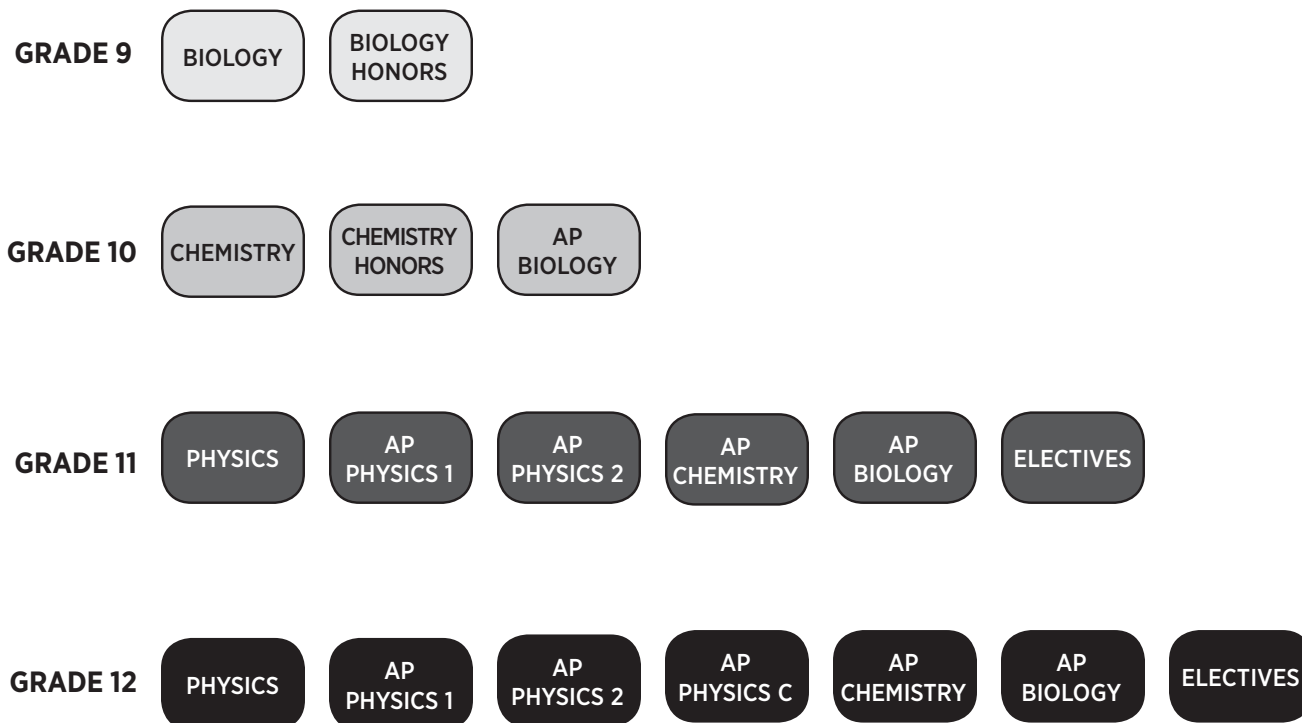 GRADE 9
BIOLOGY
BIOLOGY
HONORS
GRADE 10
CHEMISTRY
CHEMISTRY
HONORS
AP
BIOLOGY
GRADE 11
PHYSICS
AP
PHYSICS 1
AP
PHYSICS 2
AP
CHEMISTRY
AP
BIOLOGY
ELECTIVES
GRADE 12
PHYSICS
AP
PHYSICS 1
AP
PHYSICS 2
AP
PHYSICS C
AP
CHEMISTRY
AP
BIOLOGY
ELECTIVES